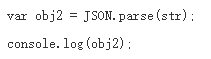 var obj2 = JSON.parse(str);
console.log(obj2);